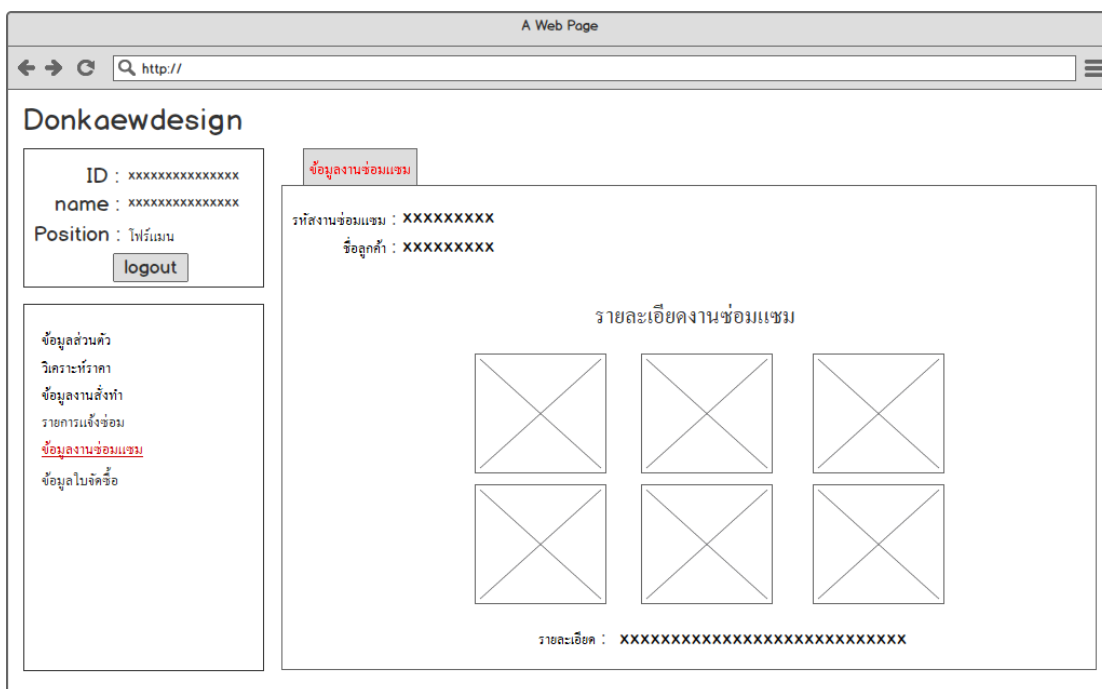 A Web Page
http://
Donkaewdesign
ID : xxxxxxxxxxxxxxx
name : xxxxxxxxxxxxxxx
Position : โฟร์แมน
logout
ข้อมูลส่วนตัว
วิเคราะห์ราคา
ข้อมูลงานสั่งทำ
รายการแจ้งซ่อม
ข้อมูลงานซ่อมแซม
ข้อมูลใบจัดซื้อ
ข้อมูลงานซ่อมแซม
รหัสงานซ่อมแซม : xxxxxxxxx
ชื่อลูกค้า : xxxxxxxxx
รายละเอียดงานซ่อมแซม
รายละเอียด : xxxxxxxxxxxxxxxxxxxxxxxxxxxx